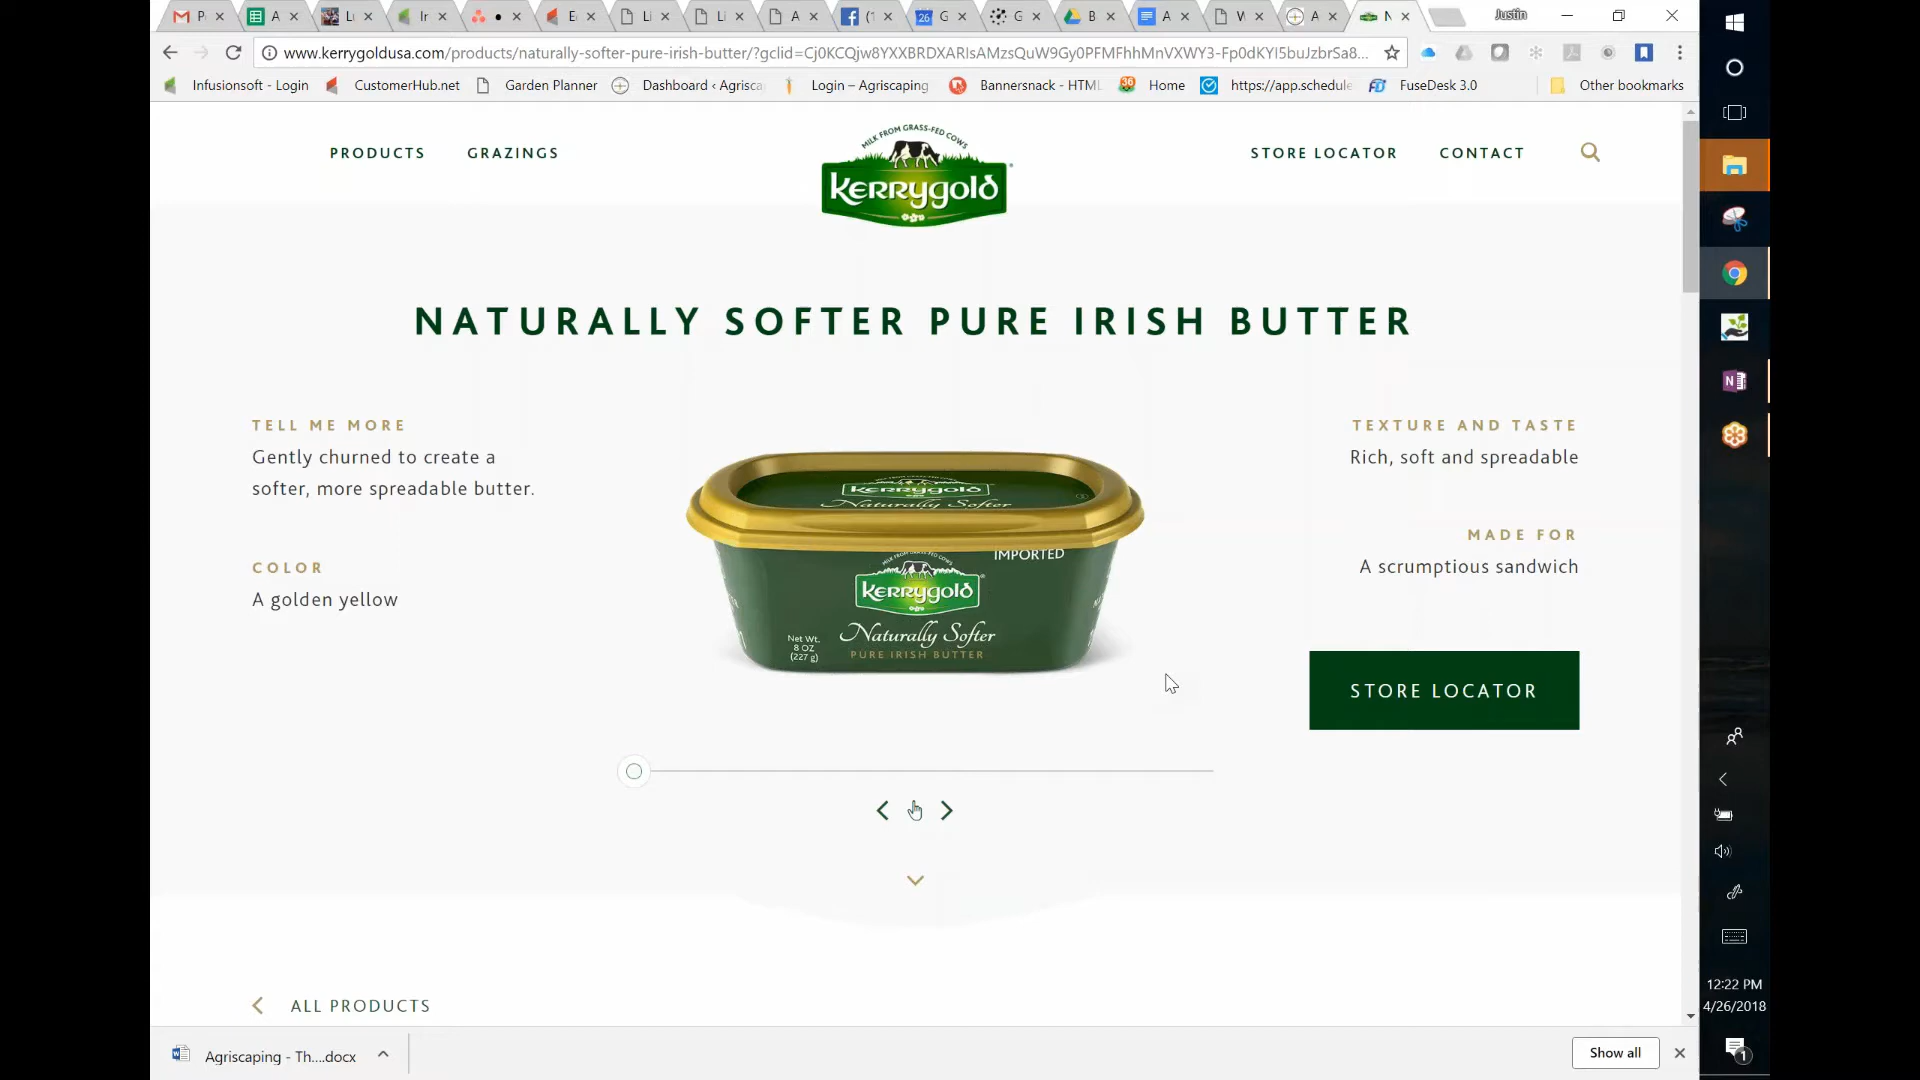 P
A
Lu
Ir
E
Li
Li
A
(1
26
G
G
B
A
V
A
N
Justin
www.kerrygoldusa.com/products/naturally-softer-pure-irish-butter/?gclid=Cj0KCQjw8YXXBRDXARIsAMzsQuW9Gy0PFMFhhMnVXWY3-Fp0dKYI5buJzbrSa8...
Infusionsoft - Login
CustomerHub.net
Garden Planner
Dashboard ‹ Agrisca
Login – Agriscaping
Bannersnack - HTML
36
Home
https://app.schedule
FuseDesk 3.0
Other bookmarks
PRODUCTS
GRAZINGS
MILK FROM GRASS-FED COWS
kerrygold
STORE LOCATOR
CONTACT
NATURALLY SOFTER PURE IRISH BUTTER
TELL ME MORE
Gently churned to create a
softer, more spreadable butter.
COLOR
A golden yellow
kerrygold
Naturally Softer
IMPORTED
kerrygold
Naturally Softer
PURE IRISH BUTTER
Net Wt.
8 OZ
(227 g)
TEXTURE AND TASTE
Rich, soft and spreadable
MADE FOR
A scrumptious sandwich
STORE LOCATOR
ALL PRODUCTS
Agriscaping - Th....docx
Show all
N
12:22 PM
4/26/2018
1